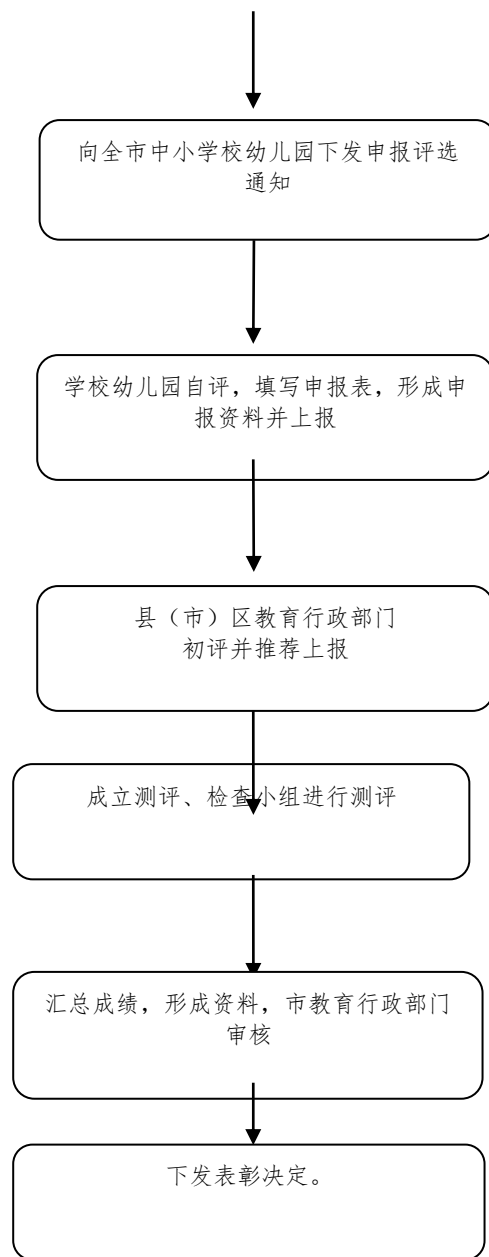 向全市中小学校幼儿园下发申报评选
通知
学校幼儿园自评，填写申报表，形成申
报资料并上报
县（市）区教育行政部门
初评并推荐上报
成立测评、检查小组进行测评
汇总成绩，形成资料，市教育行政部门
审核
下发表彰决定。